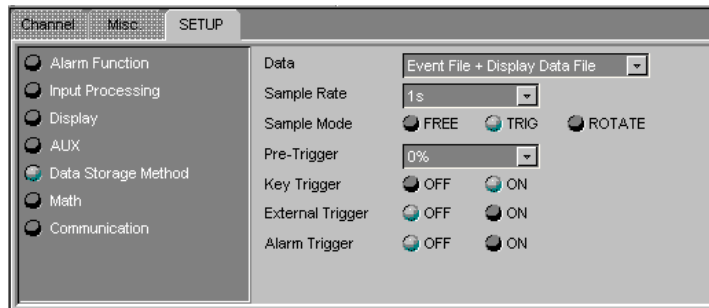 Channel Misc SETUP
Alarm Function
Input Processing
Display
AUX
Data Storage Method
Math
Communication
Data Event File + Display Data File
Sample Rate 1s
Sample Mode FREE TRIG ROTATE
Pre-Trigger 0%
Key Trigger OFF ON
External Trigger OFF ON
Alarm Trigger OFF ON